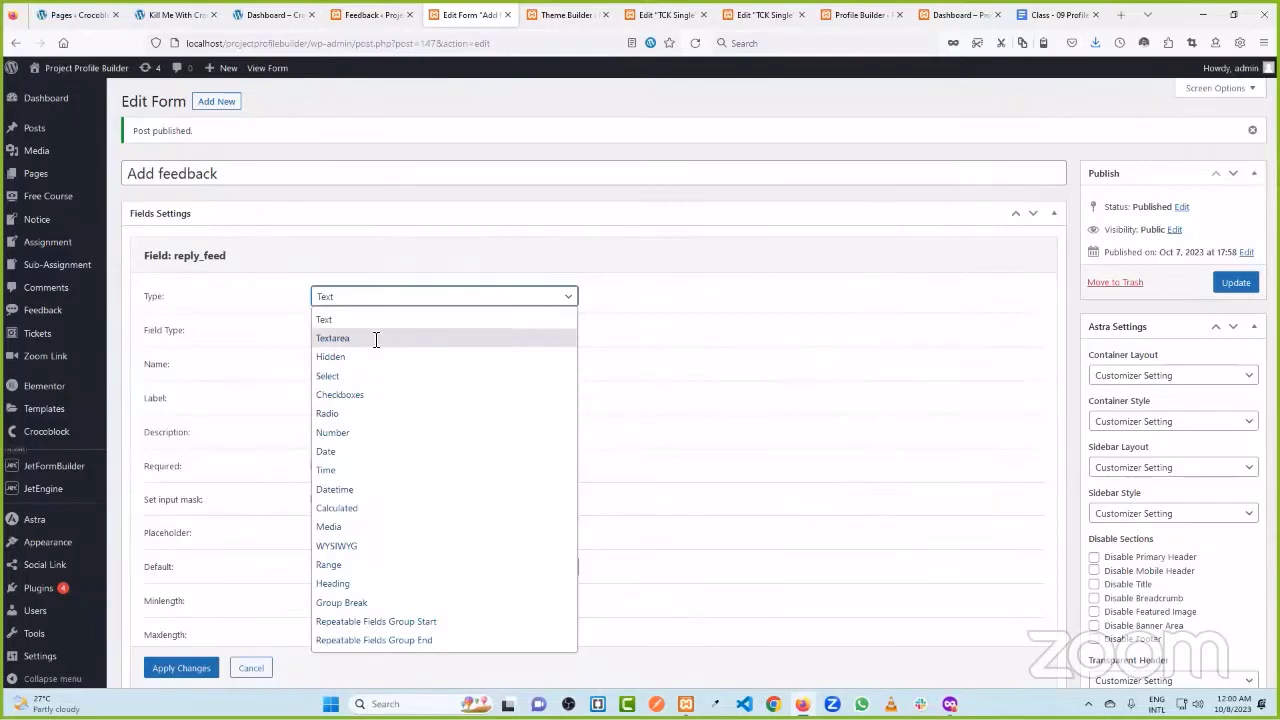 Pages ‹ Crocoblo
Kill Me With Cro
Dashboard ‹ Cro
Feedback ‹ Projec
Edit Form "Add
Theme Builder ‹
Edit "TCK Single
Edit "TCK Single"
Profile Builder ‹ F
Dashboard ‹ Proj
Class - 09 Profile
localhost/projectprofilebuilder/wp-admin/post.php?post=147&action=edit
Search
Project Profile Builder
4
0
New
View Form
Howdy, admin
Dashboard
Posts
Media
Pages
Free Course
Notice
Assignment
Sub-Assignment
Comments
Feedback
Tickets
Zoom Link
Elementor
Templates
Crocoblock
JetFormBuilder
JetEngine
Astra
Appearance
Social Link
Plugins 4
Users
Tools
Settings
Collapse menu
Edit Form
Add New
Screen Options
Post published.
Add feedback
Fields Settings
Field: reply_feed
Type:
Text
Field Type:
Name:
Label:
Description:
Required:
Set input mask:
Placeholder:
Default:
Minlength:
Maxlength:
Text
Textarea
Hidden
Select
Checkboxes
Radio
Number
Date
Time
Datetime
Calculated
Media
WYSIWYG
Range
Heading
Group Break
Repeatable Fields Group Start
Repeatable Fields Group End
Apply Changes
Cancel
Publish
Status: Published Edit
Visibility: Public Edit
Published on: Oct 7, 2023 at 17:58 Edit
Move to Trash
Update
Astra Settings
Container Layout
Customizer Setting
Container Style
Customizer Setting
Sidebar Layout
Customizer Setting
Sidebar Style
Customizer Setting
Disable Sections
Disable Primary Header
Disable Mobile Header
Disable Title
Disable Breadcrumb
Disable Featured Image
Disable Banner Area
Disable Footer
Transparent Header
Customizer Setting
zoom
27°C
Partly cloudy
Search
ENG
INTL
12:00 AM
10/8/2023